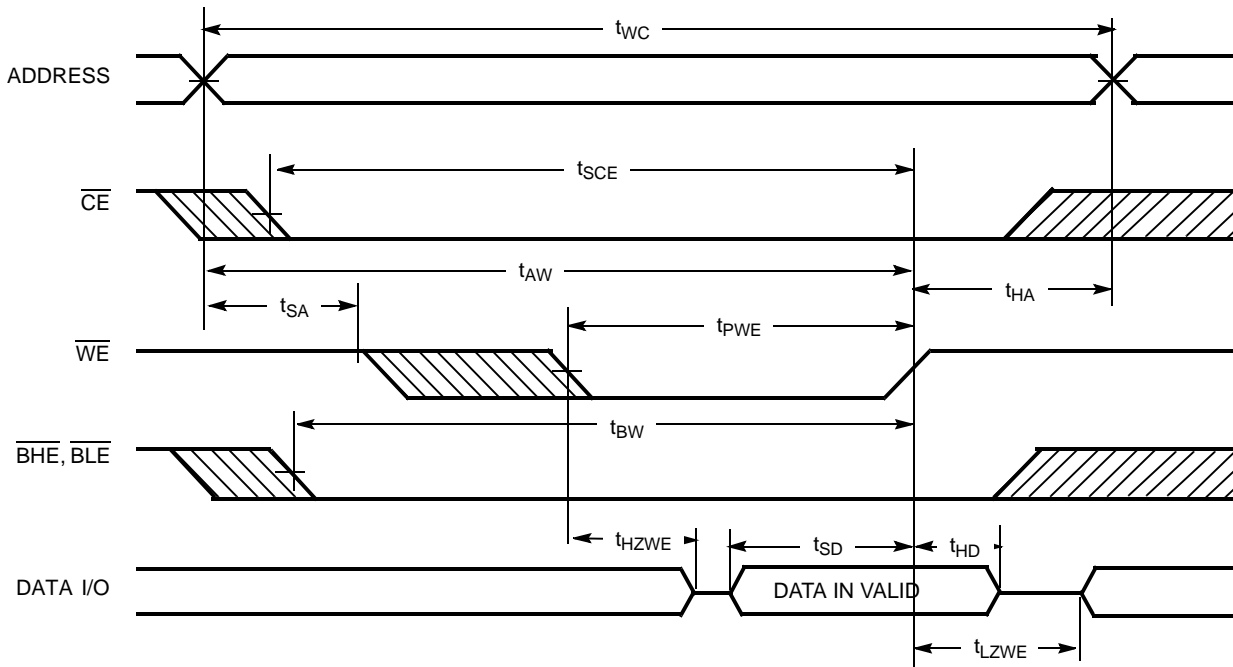 tWC
ADDRESS
tSCE
CE
tAW
tSA
tHA
tPWE
WE
tBW
BHE, BLE
tHZWE
tSD
tHD
DATA I/O
DATA IN VALID
tLZWE